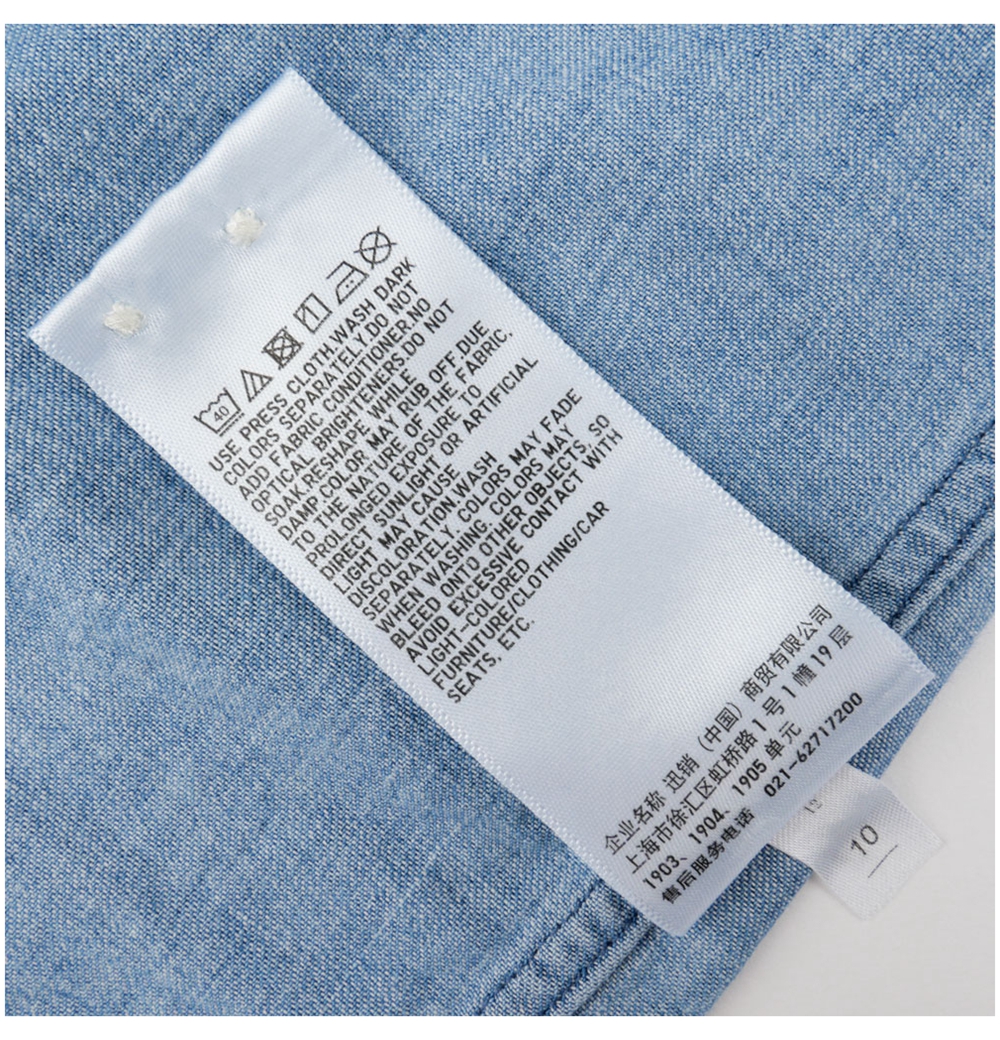 40
USE PRESS CLOTH.WASH DARK
COLORS SEPARATELY.DO NOT
ADD FABRIC CONDITIONER.NO
OPTICAL BRIGHTENERS.DO NOT
SOAK.RESHAPE WHILE
DAMP.COLOR MAY RUB OFF DUE
TO THE NATURE OF THE FABRIC.
PROLONGED EXPOSURE TO
DIRECT SUNLIGHT OR ARTIFICIAL
LIGHT MAY CAUSE
DISCOLORATION.WASH
SEPARATELY. COLORS MAY FADE
WHEN WASHING. COLORS MAY
BLEED ONTO OTHER OBJECTS, SO
AVOID EXCESSIVE CONTACT WITH
LIGHT-COLORED
FURNITURE/CLOTHING/CAR
SEATS, ETC.
企业名称 迅销（中国）商贸有限公司
上海市徐汇区虹桥路1号1幢19层
1903、1904、1905单元
售后服务电话 021-62717200
10